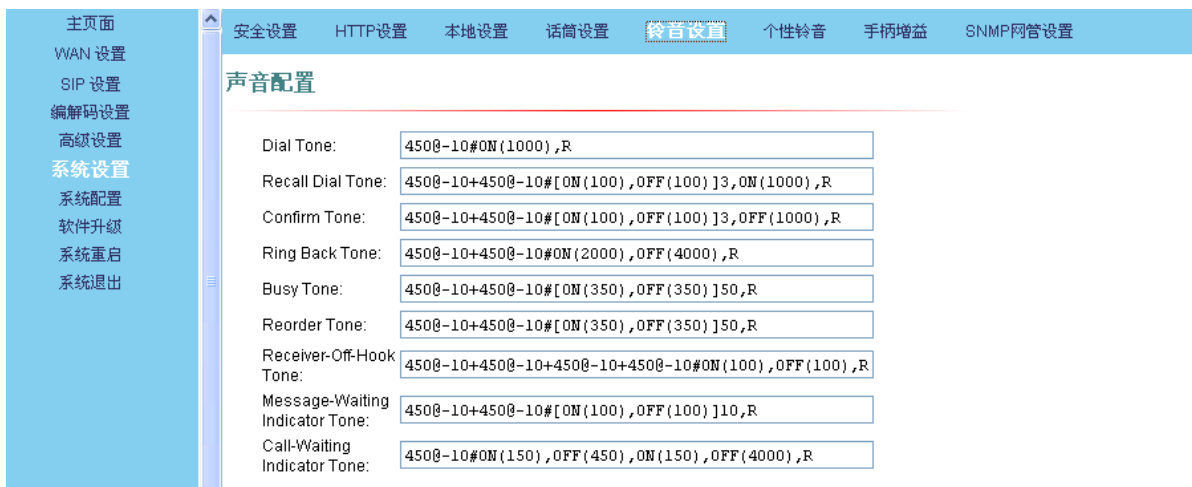 主页面
WAN 设置
SIP 设置
编解码设置
高级设置
系统设置
系统配置
软件升级
系统重启
系统退出
安全设置 HTTP设置 本地设置 话筒设置 铃音设置 个性铃音 手柄增益 SNMP网管设置
声音配置
Dial Tone: 450@-10#ON(1000),R
Recall Dial Tone: 450@-10+450@-10#[ON(100),OFF(100)]3,ON(1000),R
Confirm Tone: 450@-10+450@-10#[ON(100),OFF(100)]3,OFF(1000),R
Ring Back Tone: 450@-10+450@-10#ON(2000),OFF(4000),R
Busy Tone: 450@-10+450@-10#[ON(350),OFF(350)]50,R
Reorder Tone: 450@-10+450@-10#[ON(350),OFF(350)]50,R
Receiver-Off-Hook
Tone: 450@-10+450@-10+450@-10+450@-10#ON(100),OFF(100),R
Message-Waiting
Indicator Tone: 450@-10+450@-10#[ON(100),OFF(100)]10,R
Call-Waiting
Indicator Tone: 450@-10#ON(150),OFF(450),ON(150),OFF(4000),R